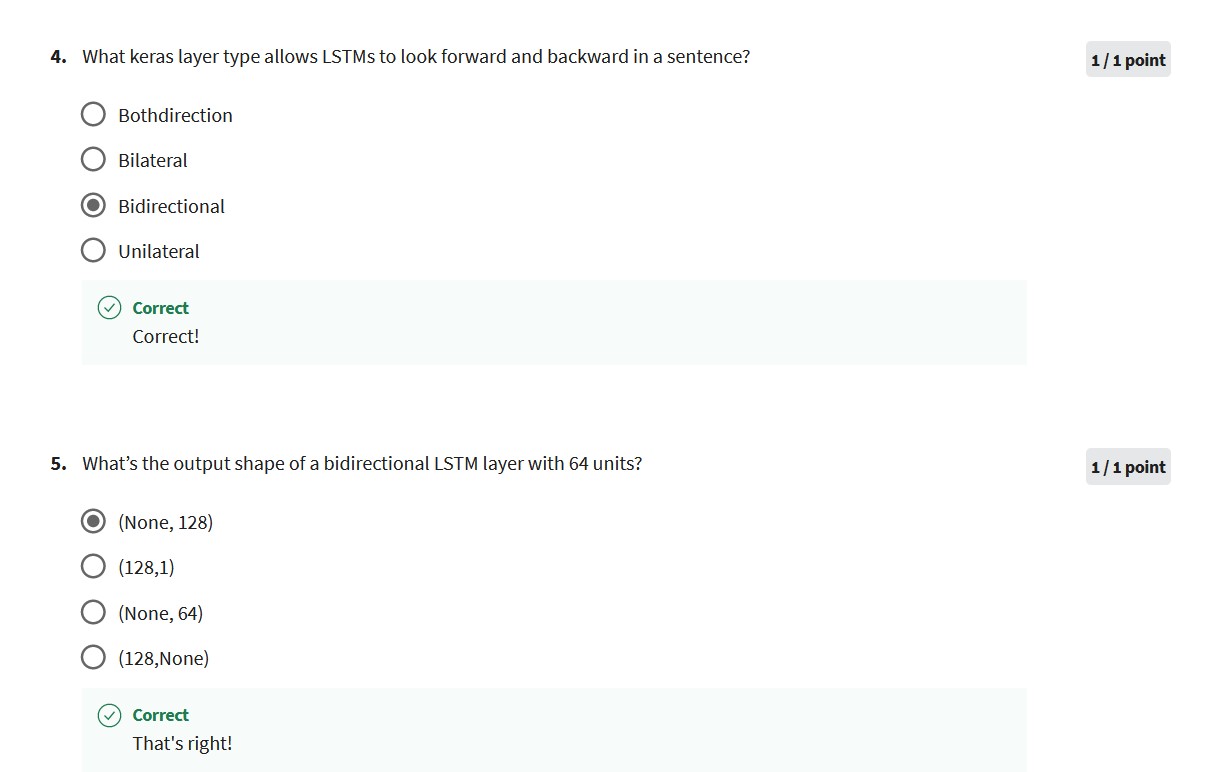 4. What keras layer type allows LSTMs to look forward and backward in a sentence?
1 / 1 point
Bothdirection
Bilateral
Bidirectional
Unilateral
Correct
Correct!
5. What’s the output shape of a bidirectional LSTM layer with 64 units?
1 / 1 point
(None, 128)
(128,1)
(None, 64)
(128,None)
Correct
That's right!